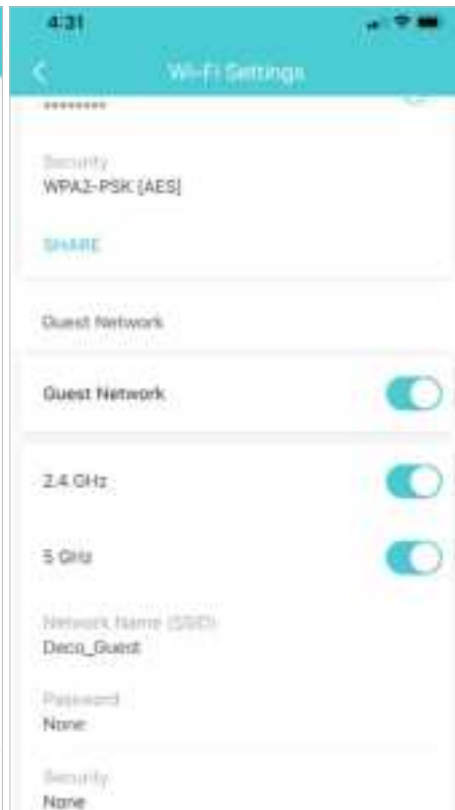 4:31
Wi-Fi Settings
********
Security
WPA2-PSK [AES]
SHARE
Guest Network
Guest Network
2.4 GHz
5 GHz
Network Name (SSID)
Deco_Guest
Password
None
Security
None